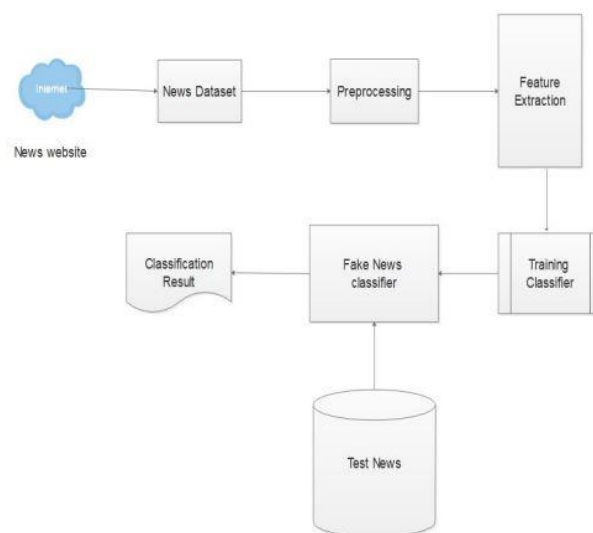 Internet
News website
News Dataset
Preprocessing
Feature
Extraction
Training
Classifier
Fake News
classifier
Classification
Result
Test News